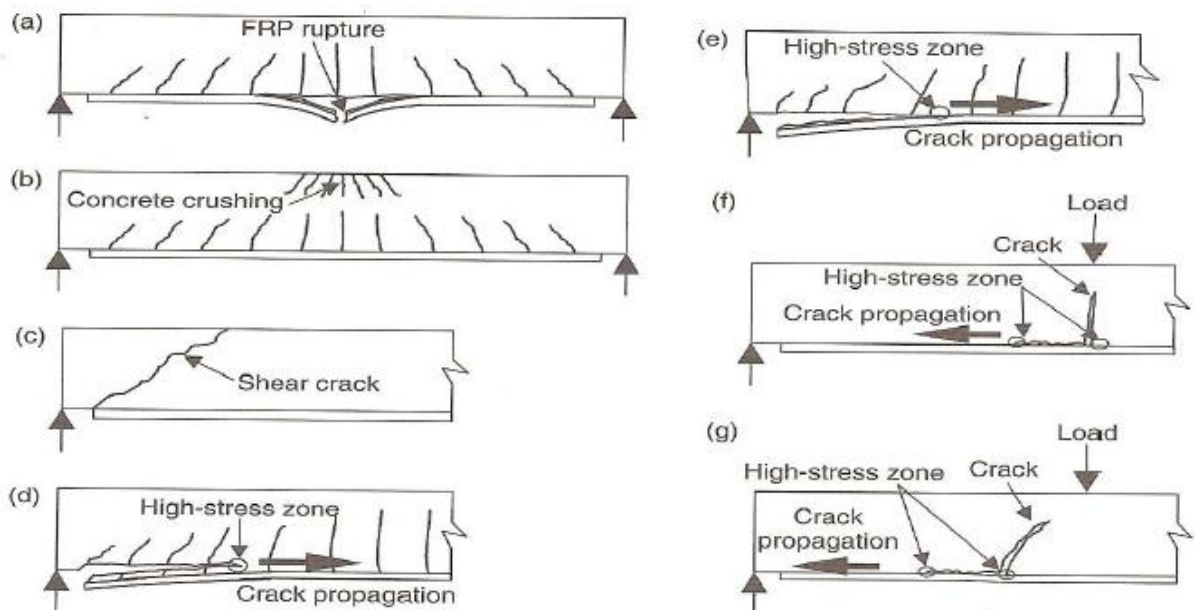 (a)
FRP rupture
(b)
Concrete crushing
(c)
Shear crack
(d)
High-stress zone
Crack propagation
(e)
High-stress zone
Crack propagation
(f)
Load
Crack
High-stress zone
Crack propagation
(g)
Load
High-stress zone
Crack
Crack
propagation